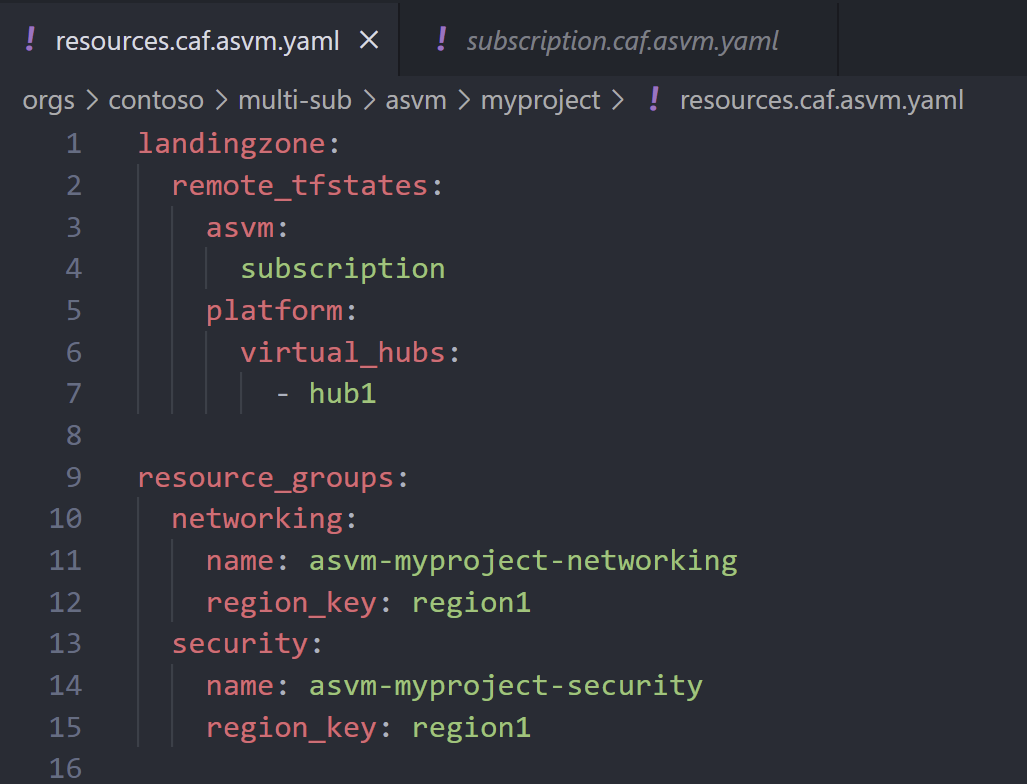 ! resources.caf.asvm.yaml × ! subscription.caf.asvm.yaml
orgs > contoso > multi-sub > asvm > myproject > ! resources.caf.asvm.yaml
1 landingzone:
2   remote_tfstates:
3     asvm:
4       subscription
5     platform:
6       virtual_hubs:
7         - hub1
8
9 resource_groups:
10   networking:
11     name: asvm-myproject-networking
12     region_key: region1
13   security:
14     name: asvm-myproject-security
15     region_key: region1
16